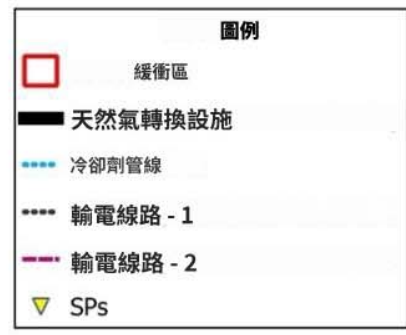 圖例
緩衝區
天然氣轉換設施
冷卻劑管線
輸電線路 - 1
輸電線路 - 2
SPs